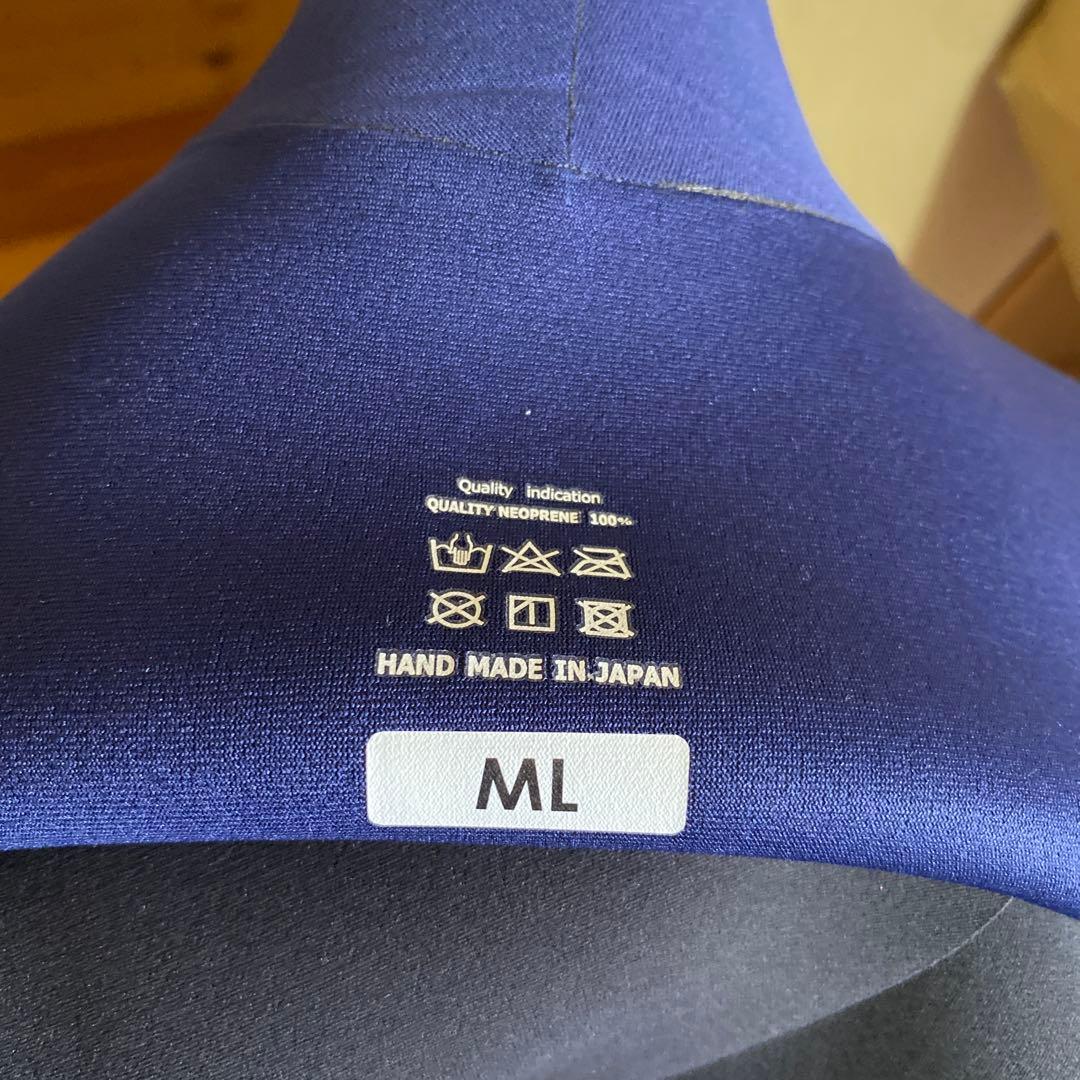 Quality indication
QUALITY NEOPRENE 100%
HAND MADE IN JAPAN
ML